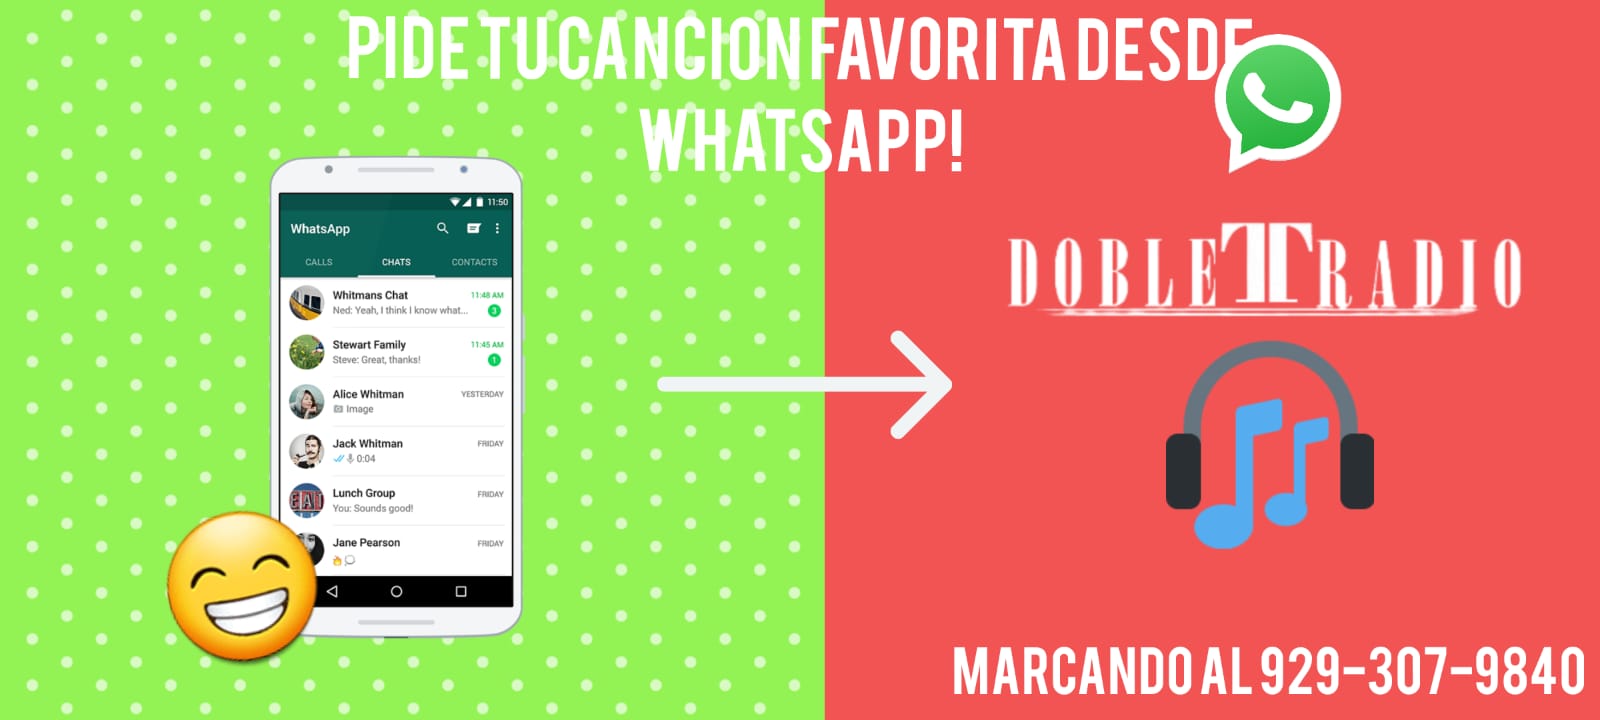 PIDE TU CANCION FAVORITA DESDE
WHATSAPP!
11:50
WhatsApp
CALLS CHATS CONTACTS
Whitmans Chat 11:48 AM
Ned: Yeah, I think I know what... 3
Stewart Family 11:45 AM
Steve: Great, thanks! 1
Alice Whitman YESTERDAY
Image
Jack Whitman FRIDAY
0:04
Lunch Group FRIDAY
EAT
You: Sounds good!
Jane Pearson FRIDAY
DOBLE TT RADIO
MARCANDO AL 929-307-9840